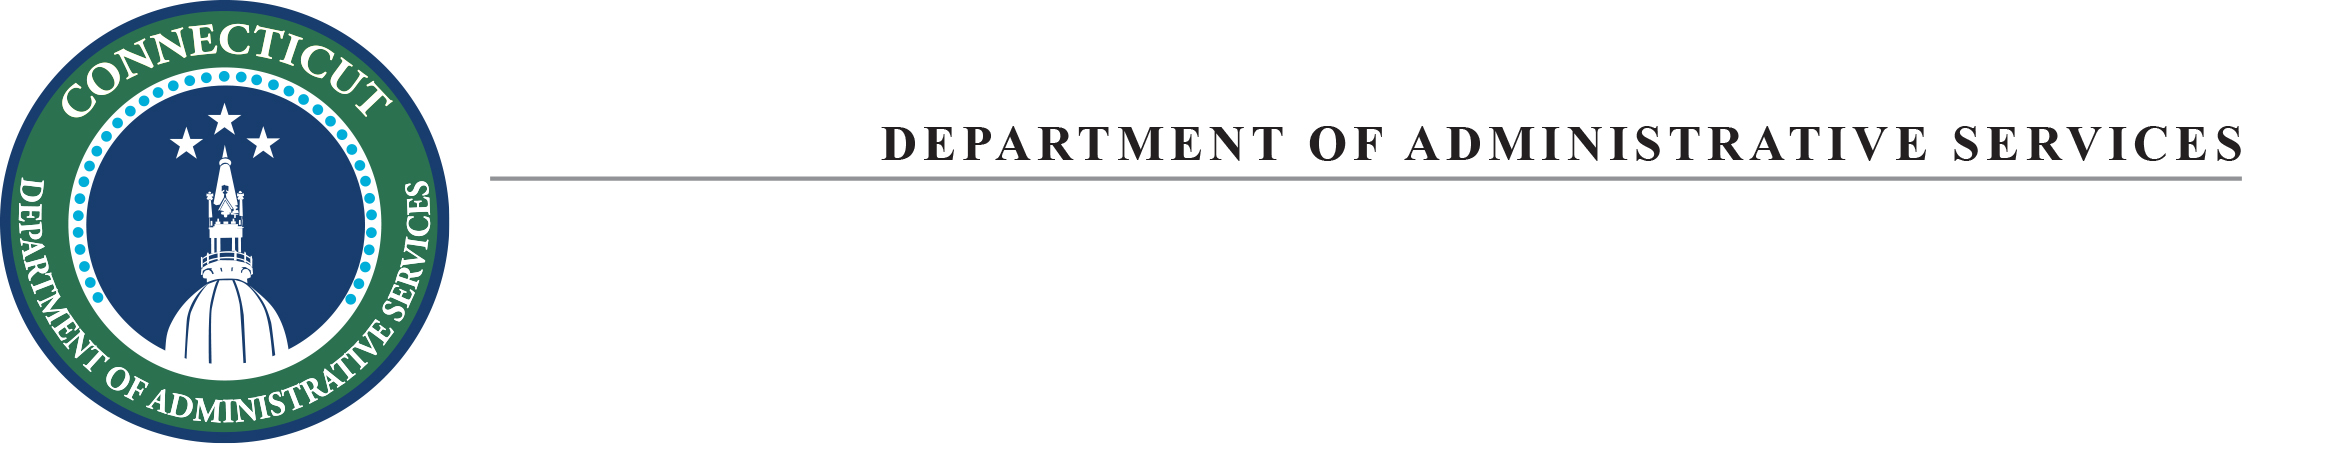 CONNECTICUT
DEPARTMENT OF ADMINISTRATIVE SERVICES
DEPARTMENT OF ADMINISTRATIVE SERVICES